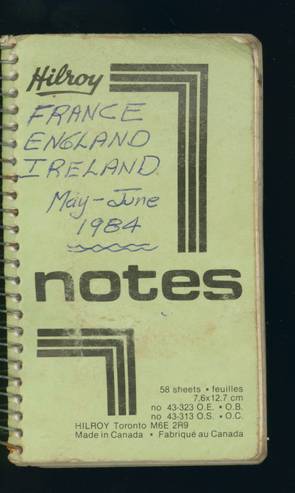 Hilroy
FRANCE
ENGLAND
IRELAND
May-June
1984
notes
58 sheets • feuilles
7.6x12.7 cm
no 43-323 O.E. • O.B.
no 43-313 O.S. • O.C.
HILROY Toronto M6E 2R9
Made in Canada • Fabriqué au Canada